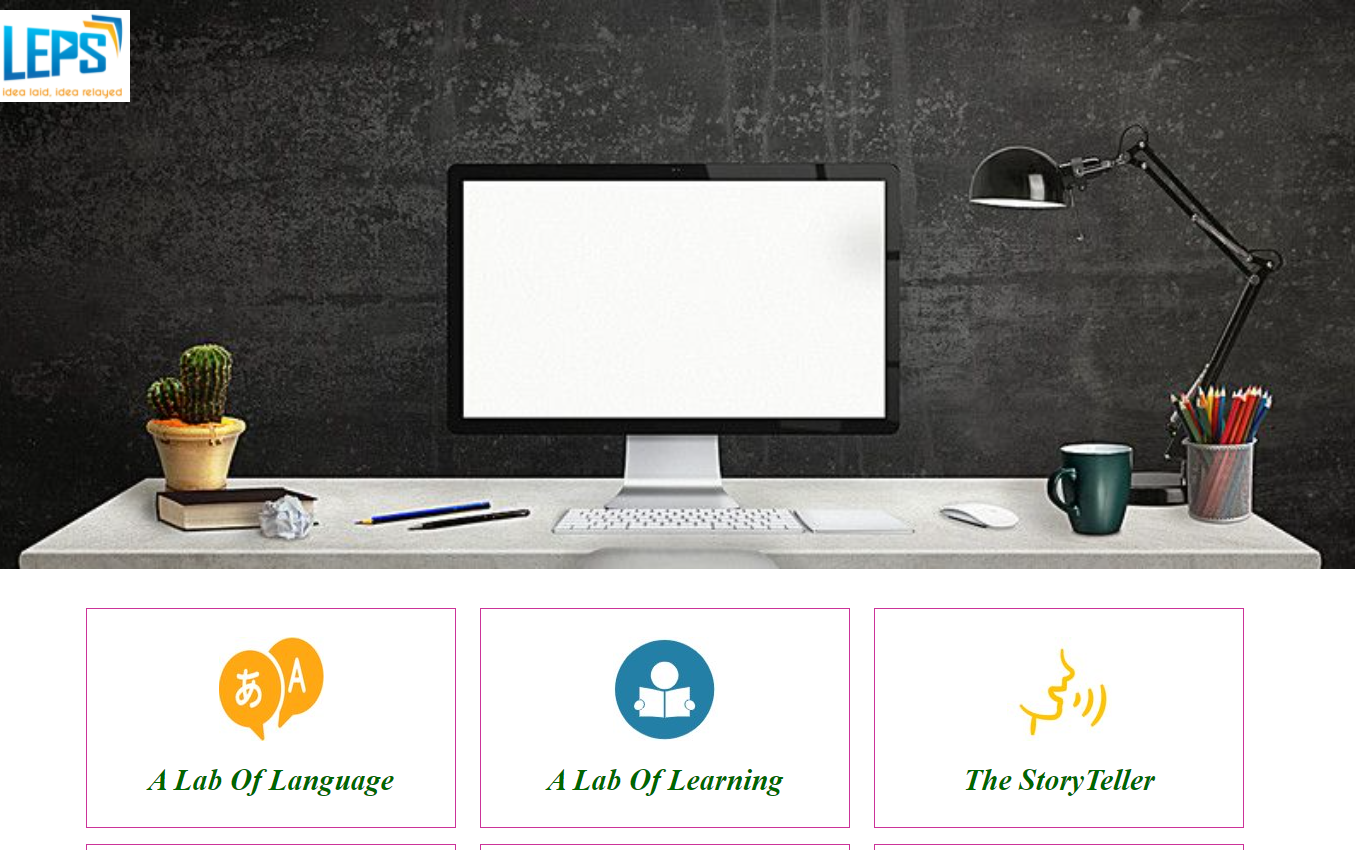 LEPS
idea laid, idea relayed
あ A
A Lab Of Language
A Lab Of Learning
The StoryTeller